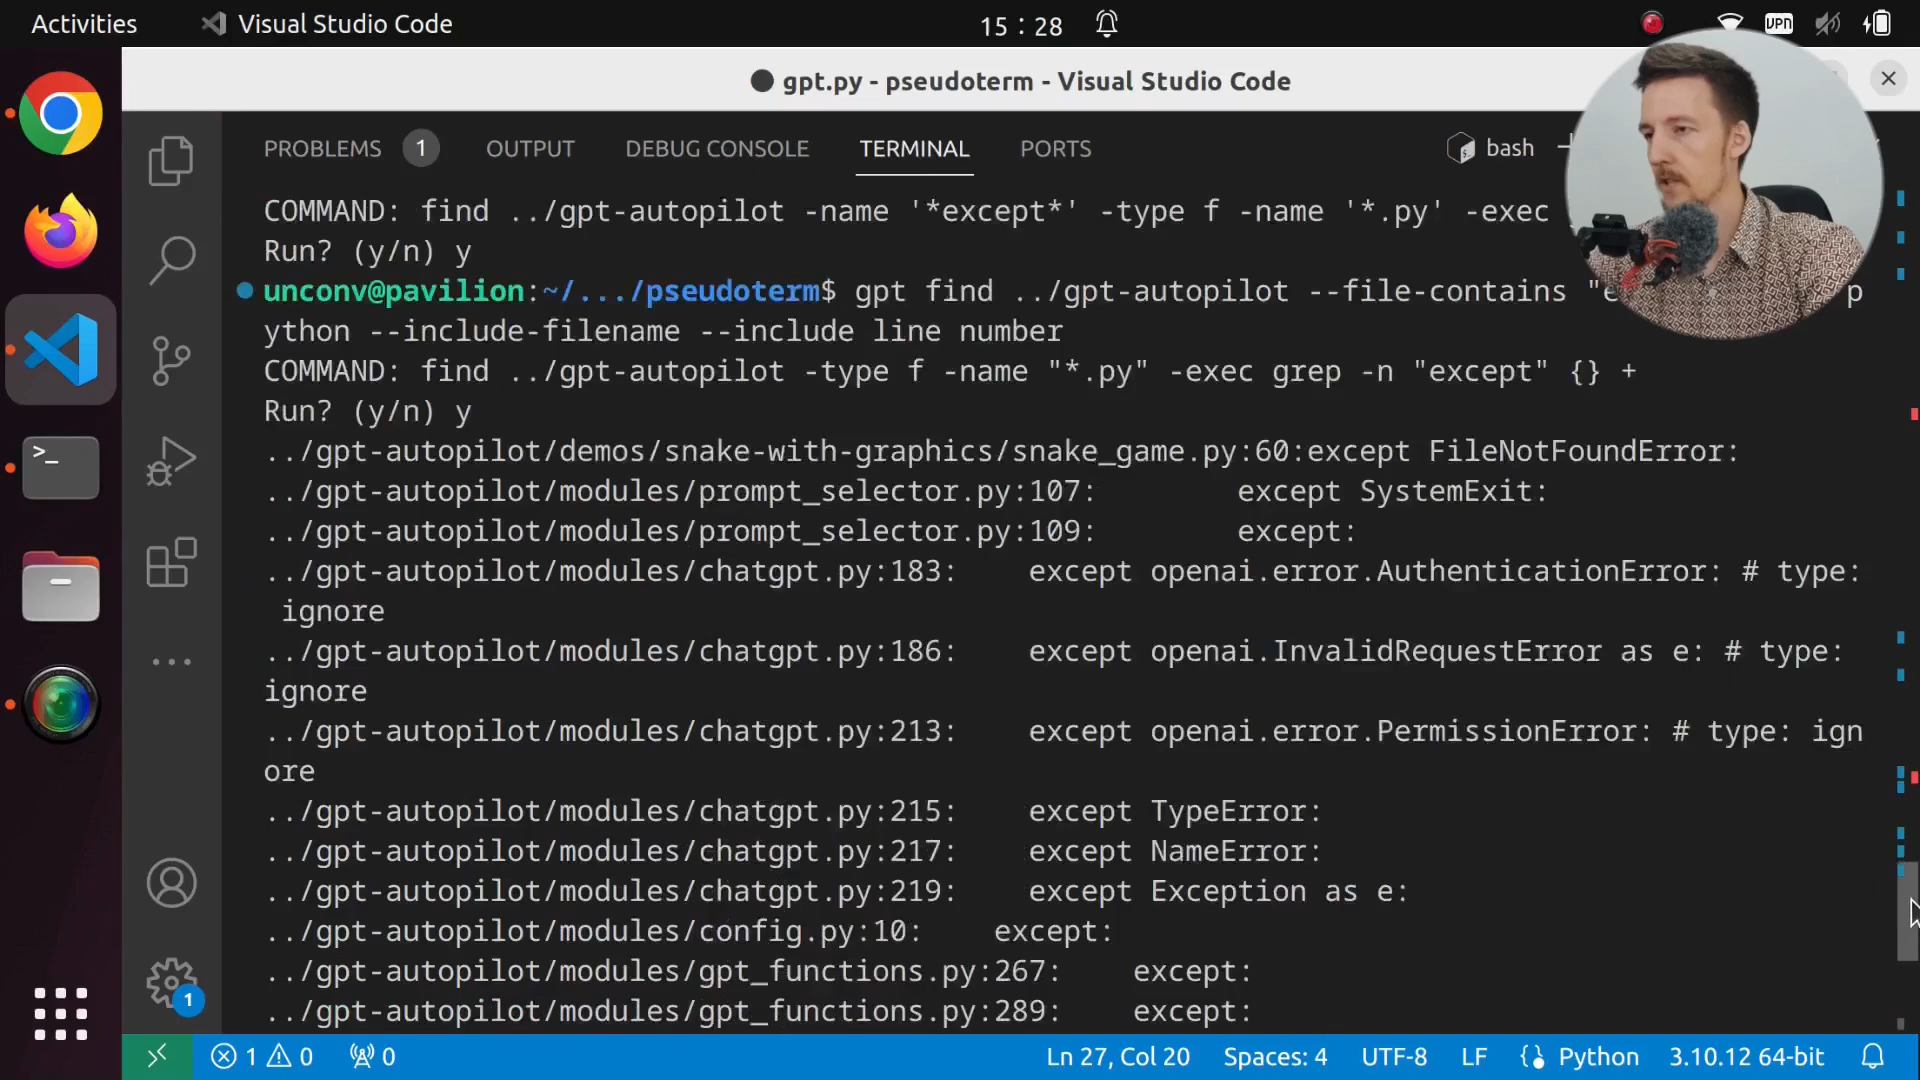 Activities
Visual Studio Code
15 : 28
VPN
gpt.py - pseudoterm - Visual Studio Code
PROBLEMS 1 OUTPUT DEBUG CONSOLE TERMINAL PORTS
bash
COMMAND: find ../gpt-autopilot -name '*except*' -type f -name '*.py' -exec
Run? (y/n) y
unconv@pavilion:~/.../pseudoterm$ gpt find ../gpt-autopilot --file-contains "e p
ython --include-filename --include line number
COMMAND: find ../gpt-autopilot -type f -name "*.py" -exec grep -n "except" {} +
Run? (y/n) y
../gpt-autopilot/demos/snake-with-graphics/snake_game.py:60:except FileNotFoundError:
../gpt-autopilot/modules/prompt_selector.py:107:        except SystemExit:
../gpt-autopilot/modules/prompt_selector.py:109:        except:
../gpt-autopilot/modules/chatgpt.py:183:    except openai.error.AuthenticationError: # type:
ignore
../gpt-autopilot/modules/chatgpt.py:186:    except openai.InvalidRequestError as e: # type:
ignore
../gpt-autopilot/modules/chatgpt.py:213:    except openai.error.PermissionError: # type: ign
ore
../gpt-autopilot/modules/chatgpt.py:215:    except TypeError:
../gpt-autopilot/modules/chatgpt.py:217:    except NameError:
../gpt-autopilot/modules/chatgpt.py:219:    except Exception as e:
../gpt-autopilot/modules/config.py:10:    except:
../gpt-autopilot/modules/gpt_functions.py:267:    except:
../gpt-autopilot/modules/gpt_functions.py:289:    except:
1
1 0 0 Ln 27, Col 20 Spaces: 4 UTF-8 LF Python 3.10.12 64-bit